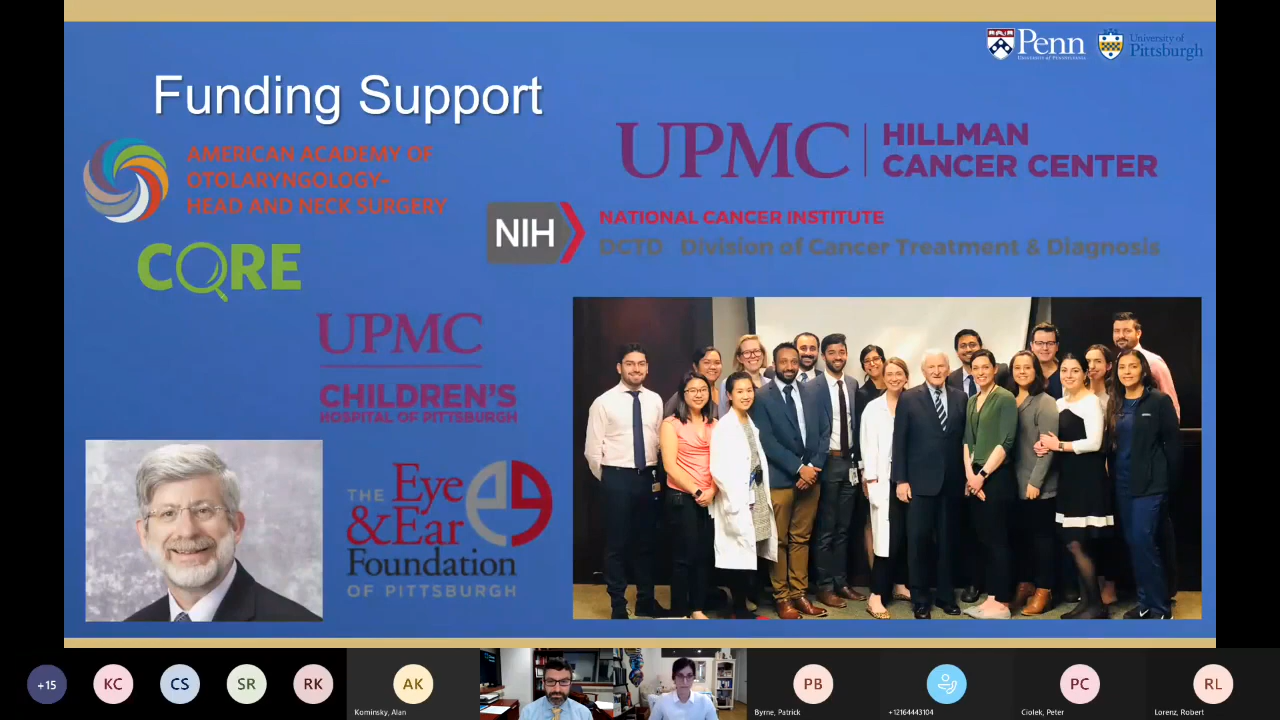 Penn
UNIVERSITY of PENNSYLVANIA
University of
Pittsburgh
Funding Support
AMERICAN ACADEMY OF
OTOLARYNGOLOGY-
HEAD AND NECK SURGERY
UPMC
HILLMAN
CANCER CENTER
CORE
NIH
NATIONAL CANCER INSTITUTE
DCTD Division of Cancer Treatment & Diagnosis
UPMC
CHILDREN'S
HOSPITAL OF PITTSBURGH
THE Eye
&Ear
Foundation
OF PITTSBURGH
+15
KC
CS
SR
RK
AK
Kominsky, Alan
PB
Byrne, Patrick
+12164443104
PC
Ciolek, Peter
RL
Lorenz, Robert